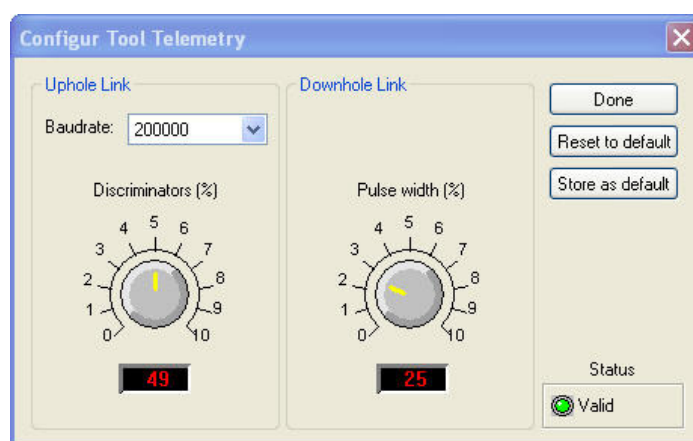 Configur Tool Telemetry
Uphole Link
Baudrate: 200000
Discriminators (%)
0 1 2 3 4 5 6 7 8 9 10
49
Downhole Link
Pulse width (%)
0 1 2 3 4 5 6 7 8 9 10
25
Done
Reset to default
Store as default
Status
Valid